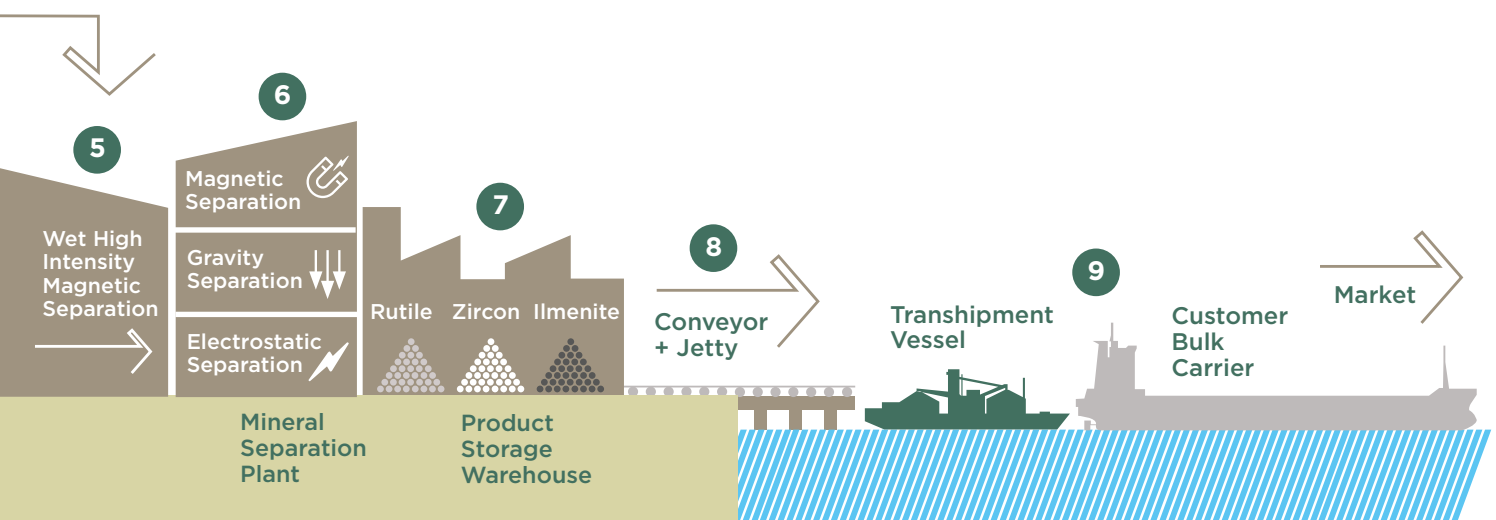 5
Wet High
Intensity
Magnetic
Separation
6
Magnetic
Separation
Gravity
Separation
Electrostatic
Separation
Mineral
Separation
Plant
7
Rutile
Zircon
Ilmenite
Product
Storage
Warehouse
8
Conveyor
+ Jetty
9
Transhipment
Vessel
Customer
Bulk
Carrier
Market